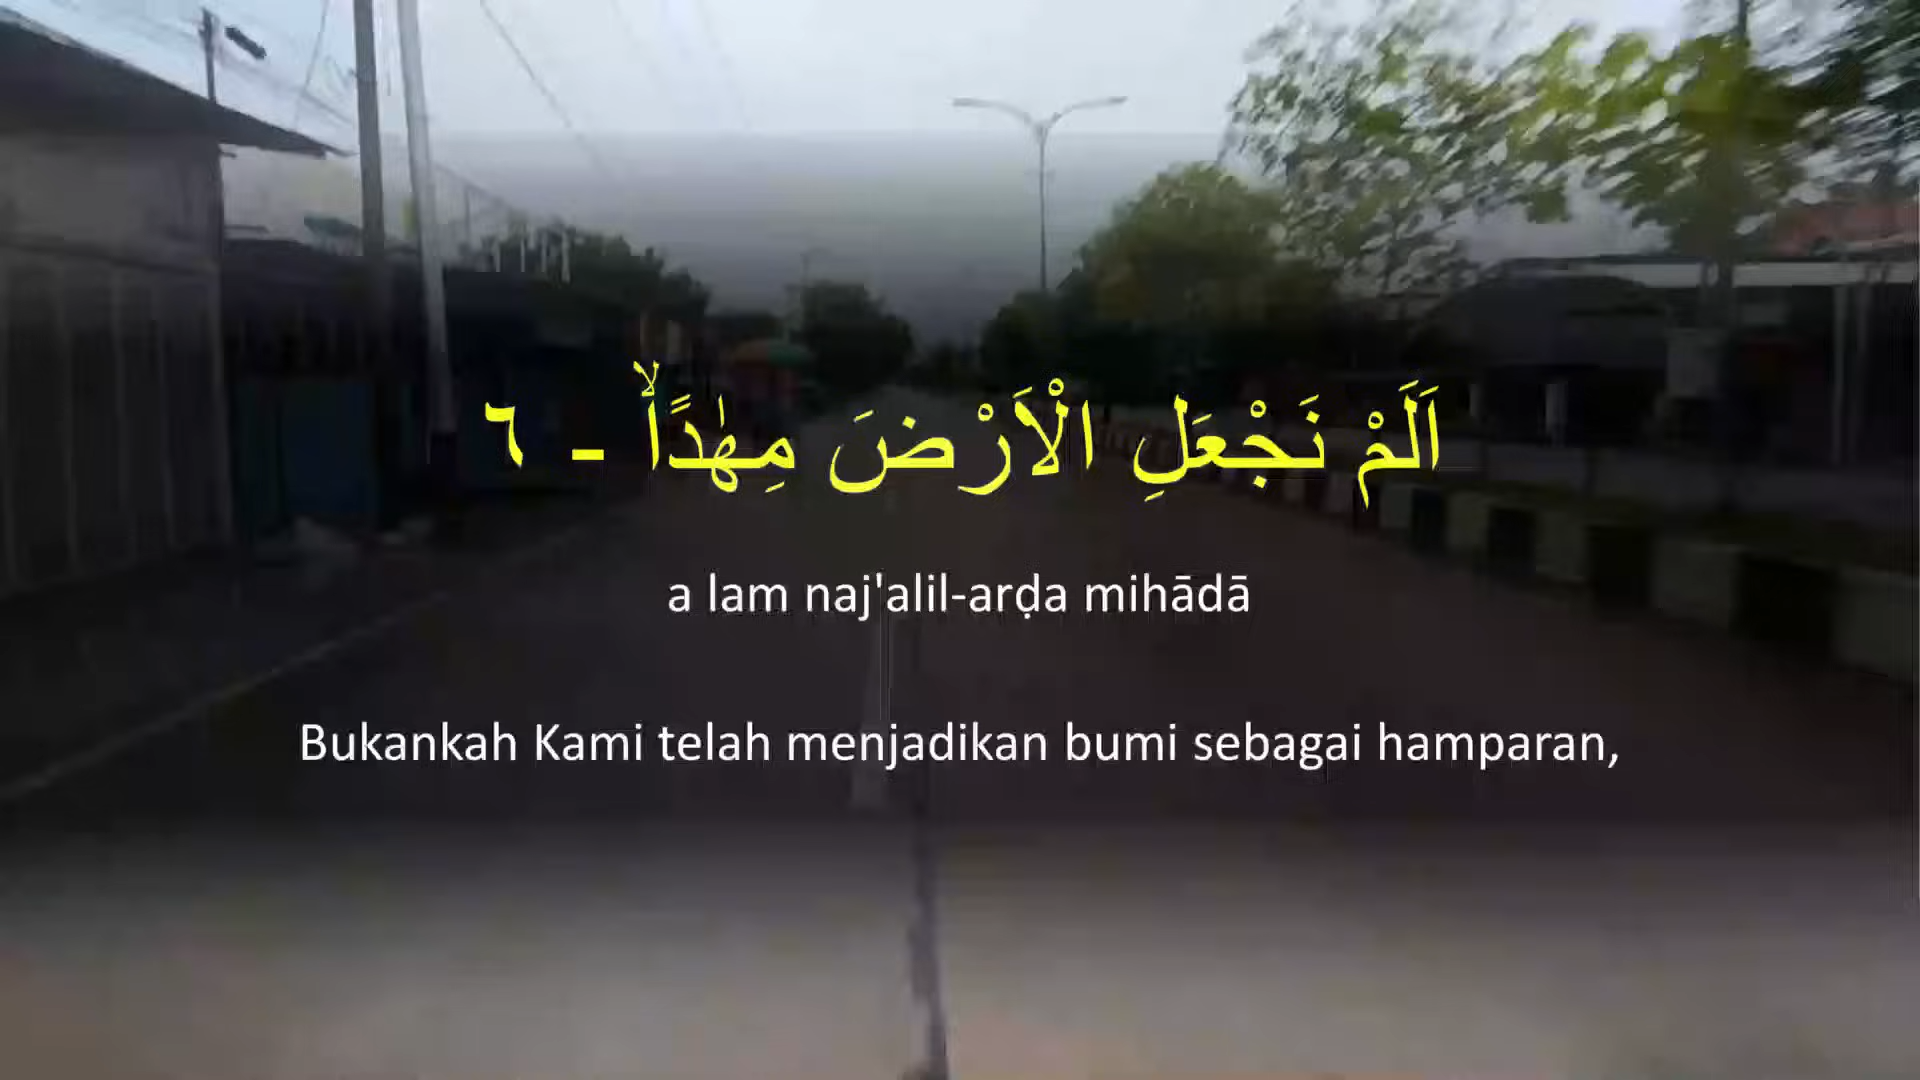 اَلَمْ نَجْعَلِ الْاَرْضَ مِهٰدًاۙ - ٦
a lam naj'alil-arḍa mihādā
Bukankah Kami telah menjadikan bumi sebagai hamparan,